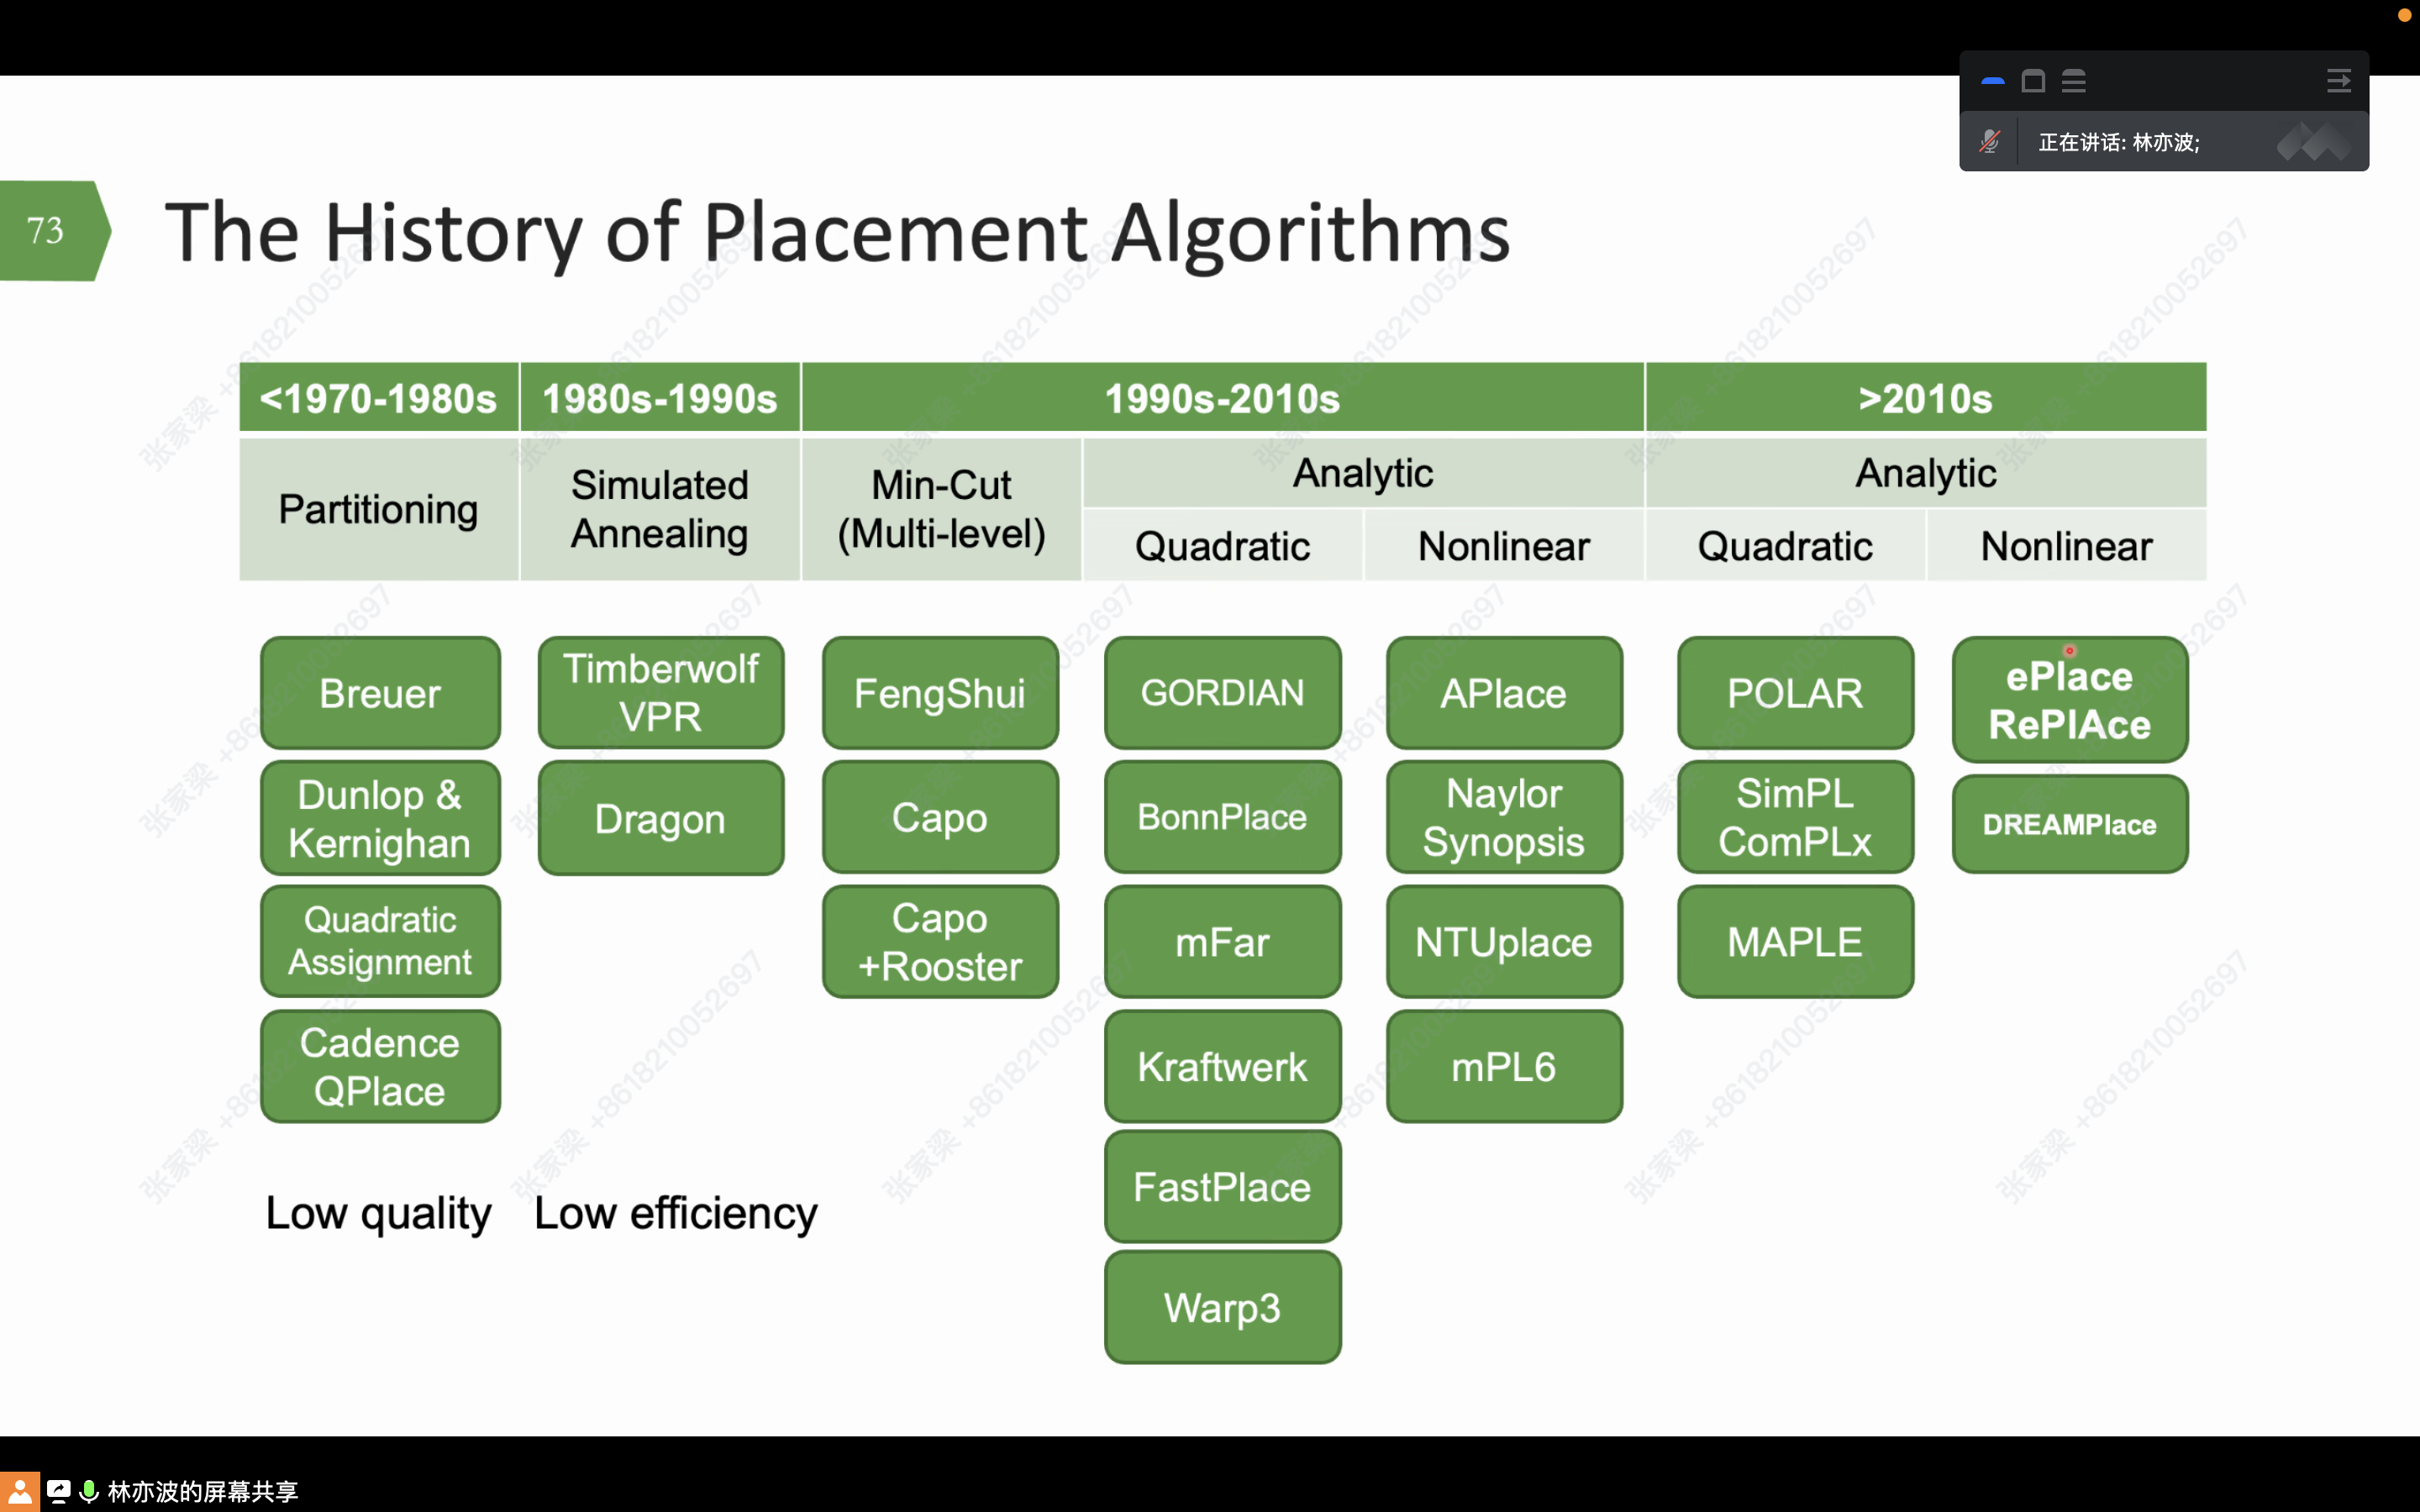 正在讲话: 林亦波;
73
The History of Placement Algorithms
<1970-1980s
1980s-1990s
1990s-2010s
>2010s
Partitioning
Simulated
Annealing
Min-Cut
(Multi-level)
Analytic
Quadratic
Nonlinear
Analytic
Quadratic
Nonlinear
Breuer
Dunlop &
Kernighan
Quadratic
Assignment
Cadence
QPlace
Low quality
Timberwolf
VPR
Dragon
Low efficiency
FengShui
Capo
Capo
+Rooster
GORDIAN
BonnPlace
mFar
Kraftwerk
FastPlace
Warp3
APlace
Naylor
Synopsis
NTUplace
mPL6
POLAR
SimPL
ComPLx
MAPLE
ePlace
RePlAce
DREAMPlace
张家梁 +8618210052697
林亦波的屏幕共享